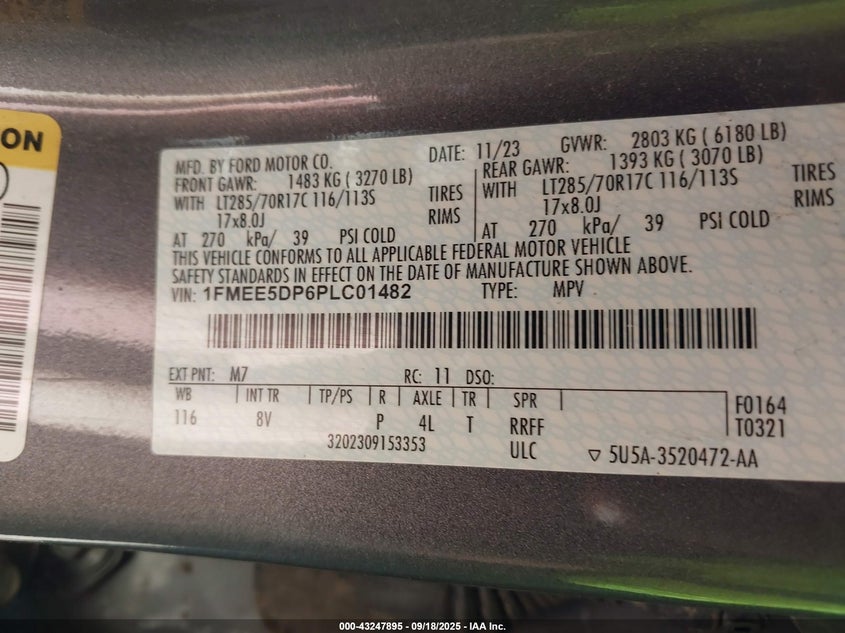 ON
MFD. BY FORD MOTOR CO.
DATE: 11/23 GVWR: 2803 KG ( 6180 LB)
FRONT GAWR: 1483 KG ( 3270 LB)
WITH LT285/70R17C 116/113S TIRES
17x8.0J RIMS
AT 270 kPa/ 39 PSI COLD
REAR GAWR: 1393 KG ( 3070 LB)
WITH LT285/70R17C 116/113S TIRES
17x8.0J RIMS
AT 270 kPa/ 39 PSI COLD
THIS VEHICLE CONFORMS TO ALL APPLICABLE FEDERAL MOTOR VEHICLE
SAFETY STANDARDS IN EFFECT ON THE DATE OF MANUFACTURE SHOWN ABOVE.
VIN: 1FMEE5DP6PLC01482 TYPE: MPV
EXT PNT: M7 RC: 11 DSO:
WB INT TR TP/PS R AXLE TR SPR
116 8V P 4L T RRFF
F0164
T0321
3202309153353 ULC ▽ 5U5A-3520472-AA
000-43247895 - 09/18/2025 - IAA Inc.